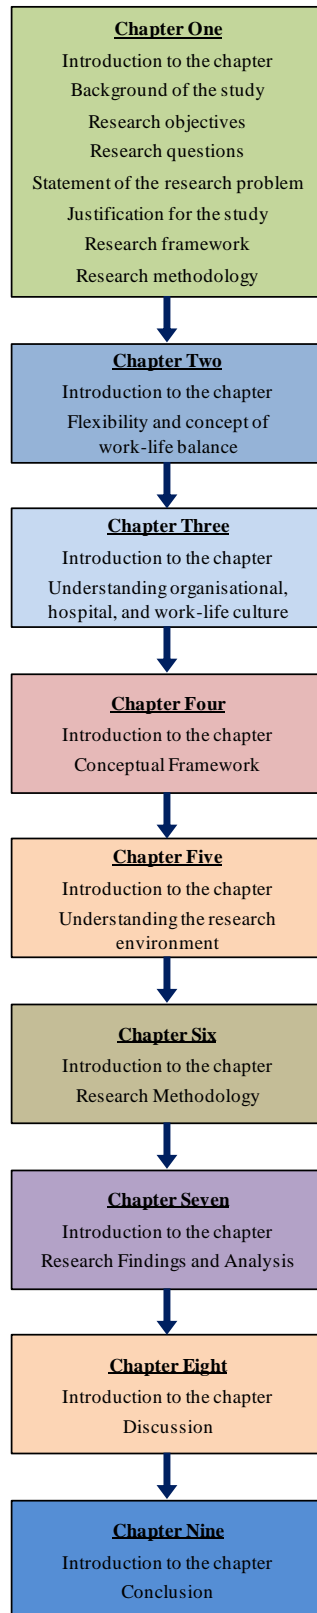 Chapter One
Introduction to the chapter
Background of the study
Research objectives
Research questions
Statement of the research problem
Justification for the study
Research framework
Research methodology
Chapter Two
Introduction to the chapter
Flexibility and concept of
work-life balance
Chapter Three
Introduction to the chapter
Understanding organisational,
hospital, and work-life culture
Chapter Four
Introduction to the chapter
Conceptual Framework
Chapter Five
Introduction to the chapter
Understanding the research
environment
Chapter Six
Introduction to the chapter
Research Methodology
Chapter Seven
Introduction to the chapter
Research Findings and Analysis
Chapter Eight
Introduction to the chapter
Discussion
Chapter Nine
Introduction to the chapter
Conclusion